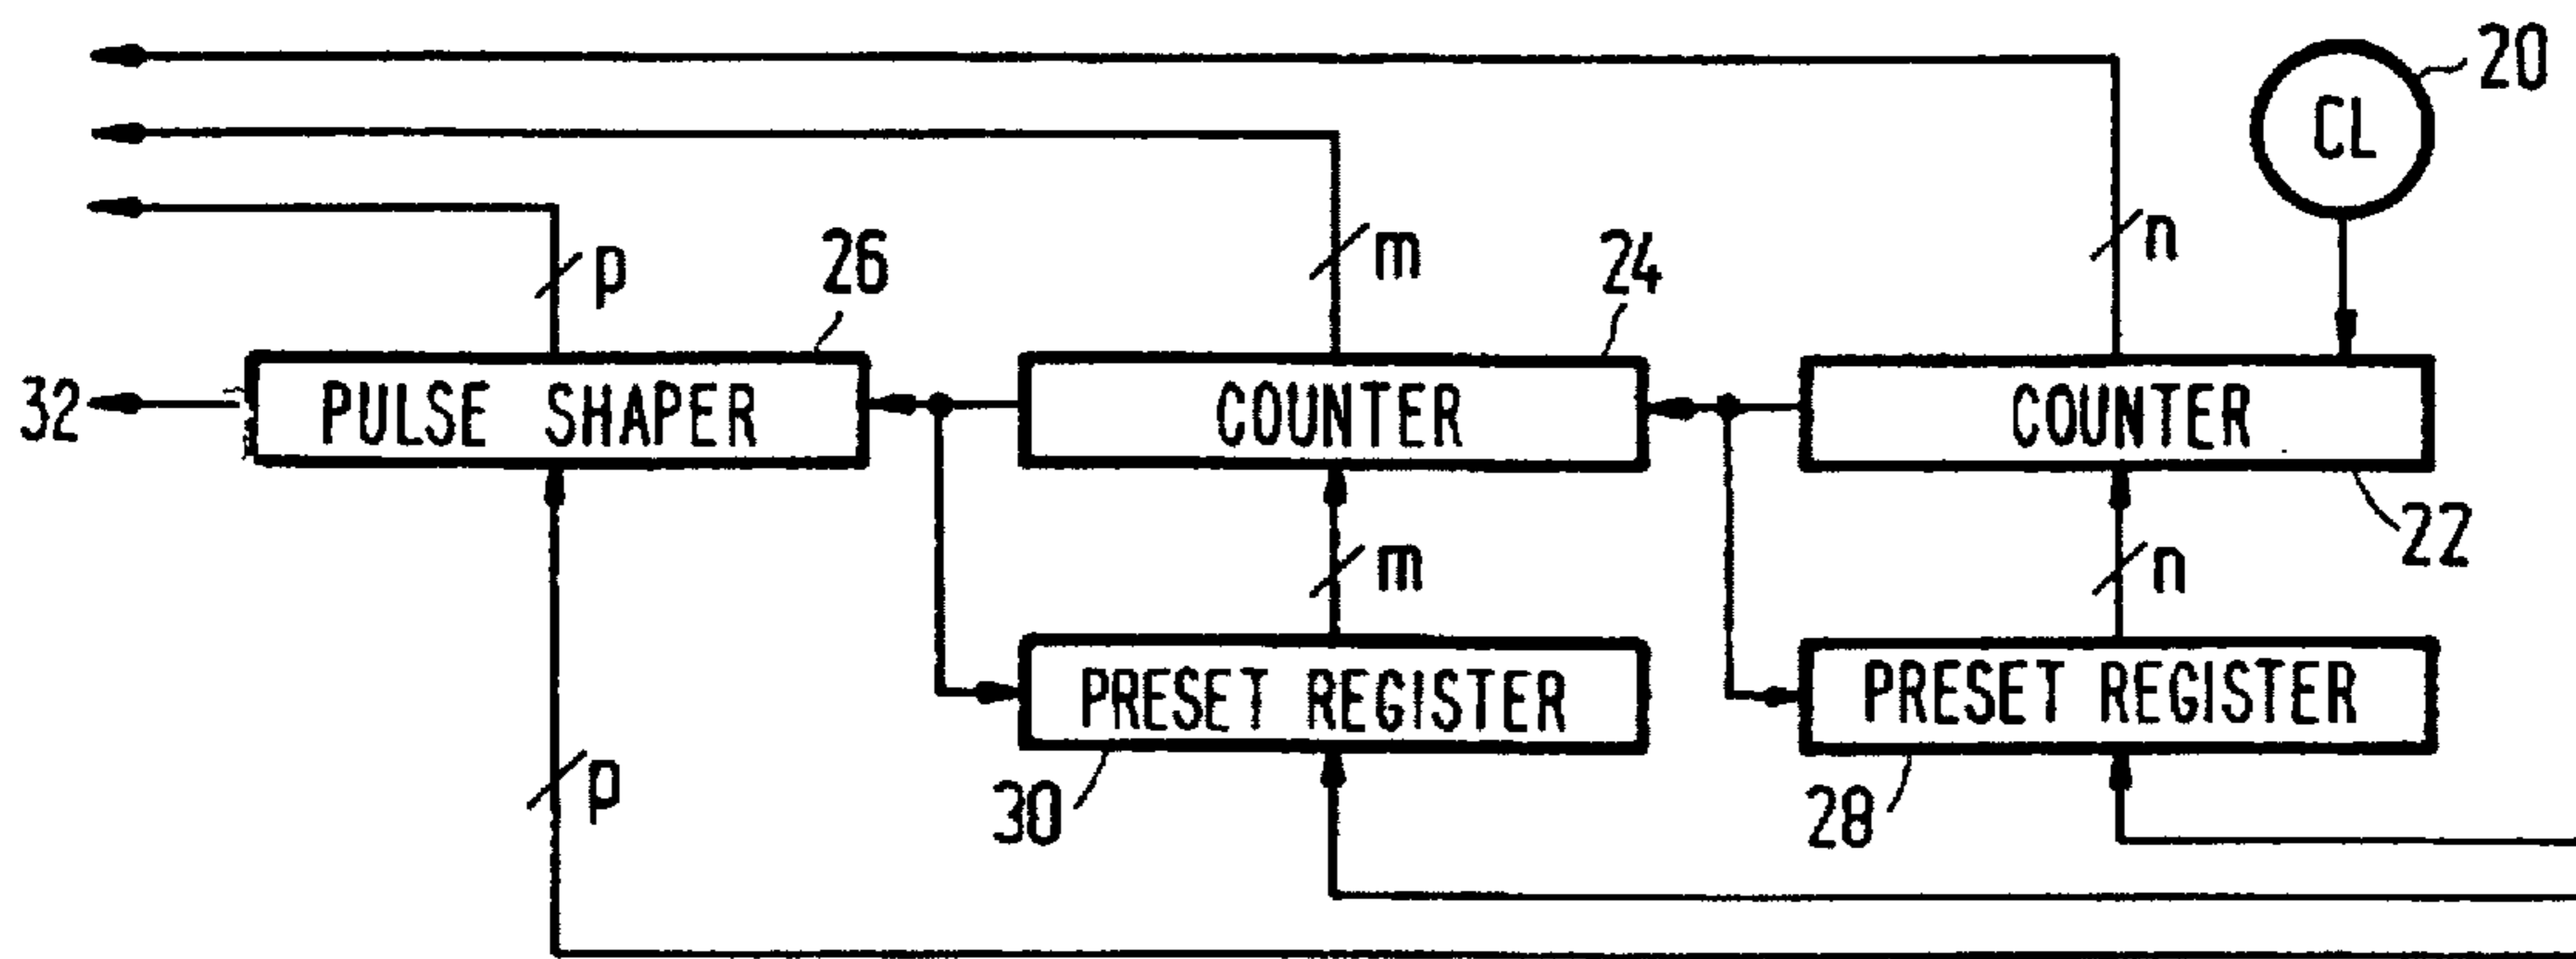 20
CL
p
26
m
24
n
32
PULSE SHAPER
COUNTER
COUNTER
22
m
n
PRESET REGISTER
PRESET REGISTER
p
30
28